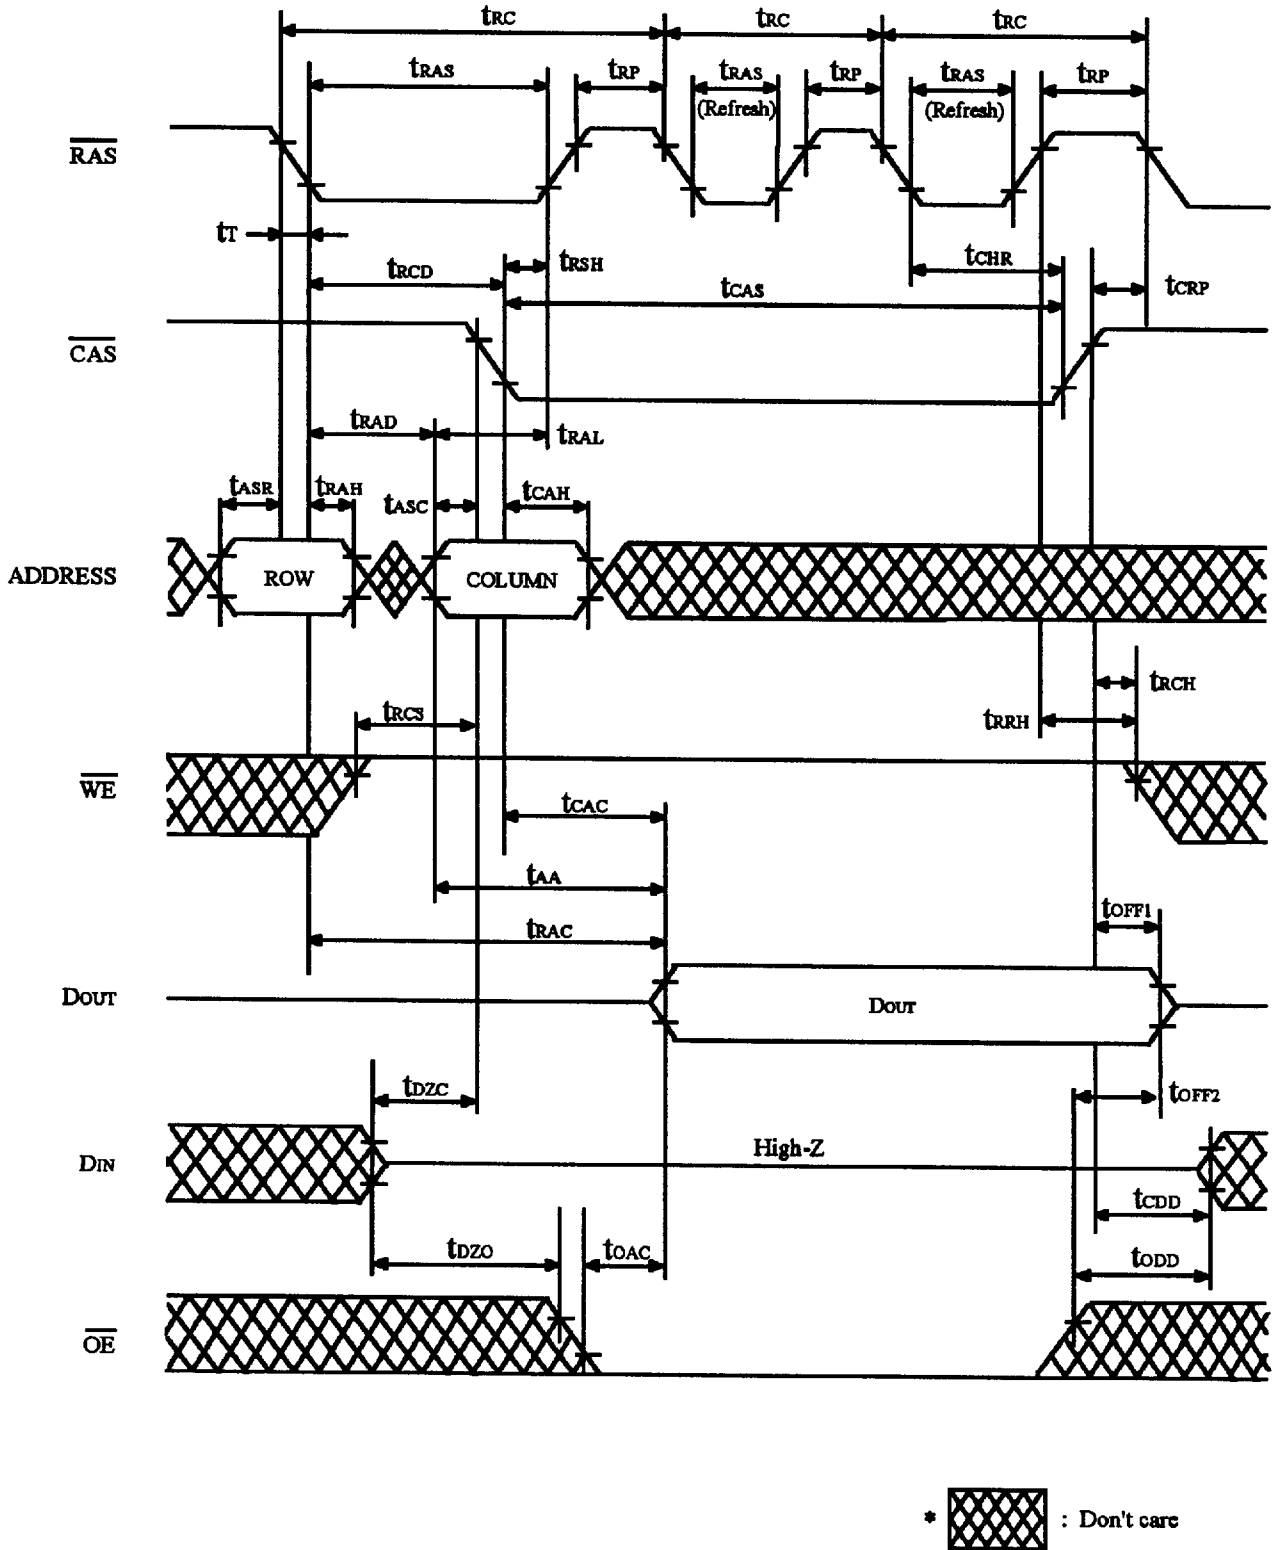 tRC tRC tRC
tRAS tRP tRAS tRP tRAS tRP
(Refresh) (Refresh)
RAS
tT
tRCD tRSH tCHR
tCAS tCRP
CAS
tRAD tRAL
tASR tRAH tASC tCAH
ADDRESS ROW COLUMN
tRCH
tRCS tRRH
WE
tCAC
tAA
tOFF1
tRAC
DOUT DOUT
tDZC tOFF2
High-Z
DIN
tCDD
tDZO tOAC tODD
OE
* : Don't care